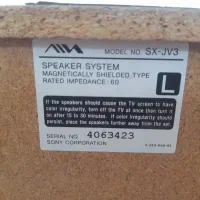 AIWA
MODEL NO. SX-JV3
SPEAKER SYSTEM
MAGNETICALLY SHIELDED TYPE
RATED IMPEDANCE: 6Ω
L
If the speakers should cause the TV screen to have
color irregularity, turn off the TV at once then turn it
on after 15 to 30 minutes. If color irregularity should
persist, place the speakers further away from the set.
SERIAL NO. 4063423
SONY CORPORATION